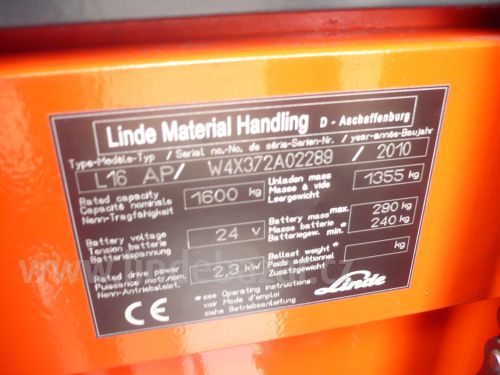 Linde Material Handling D - Aschaffenburg
Type-Modele-Typ / Serial no.-No. de série-Serien-Nr. / year-année-Baujahr
L16 AP / W4X372A02289 / 2010
Rated capacity
Capacité nominale
Nenn-Tragfähigkeit
1600 kg
Unladen mass
Masse à vide
Leergewicht
1355 kg
Battery voltage
Tension batterie
Batteriespannung
24 V
Battery mass max.
Masse batterie
Batteriegew. min.*
290 kg
240 kg
Rated drive power
Puissance mot.nom.
Nenn-Antriebsleist.
2,3 kW
Ballast weight *
Poids additionnel
Zusatzgewicht
kg
*see Operating instructions
voir Mode d'emploi
siehe Betriebsanleitung
CE
Linde